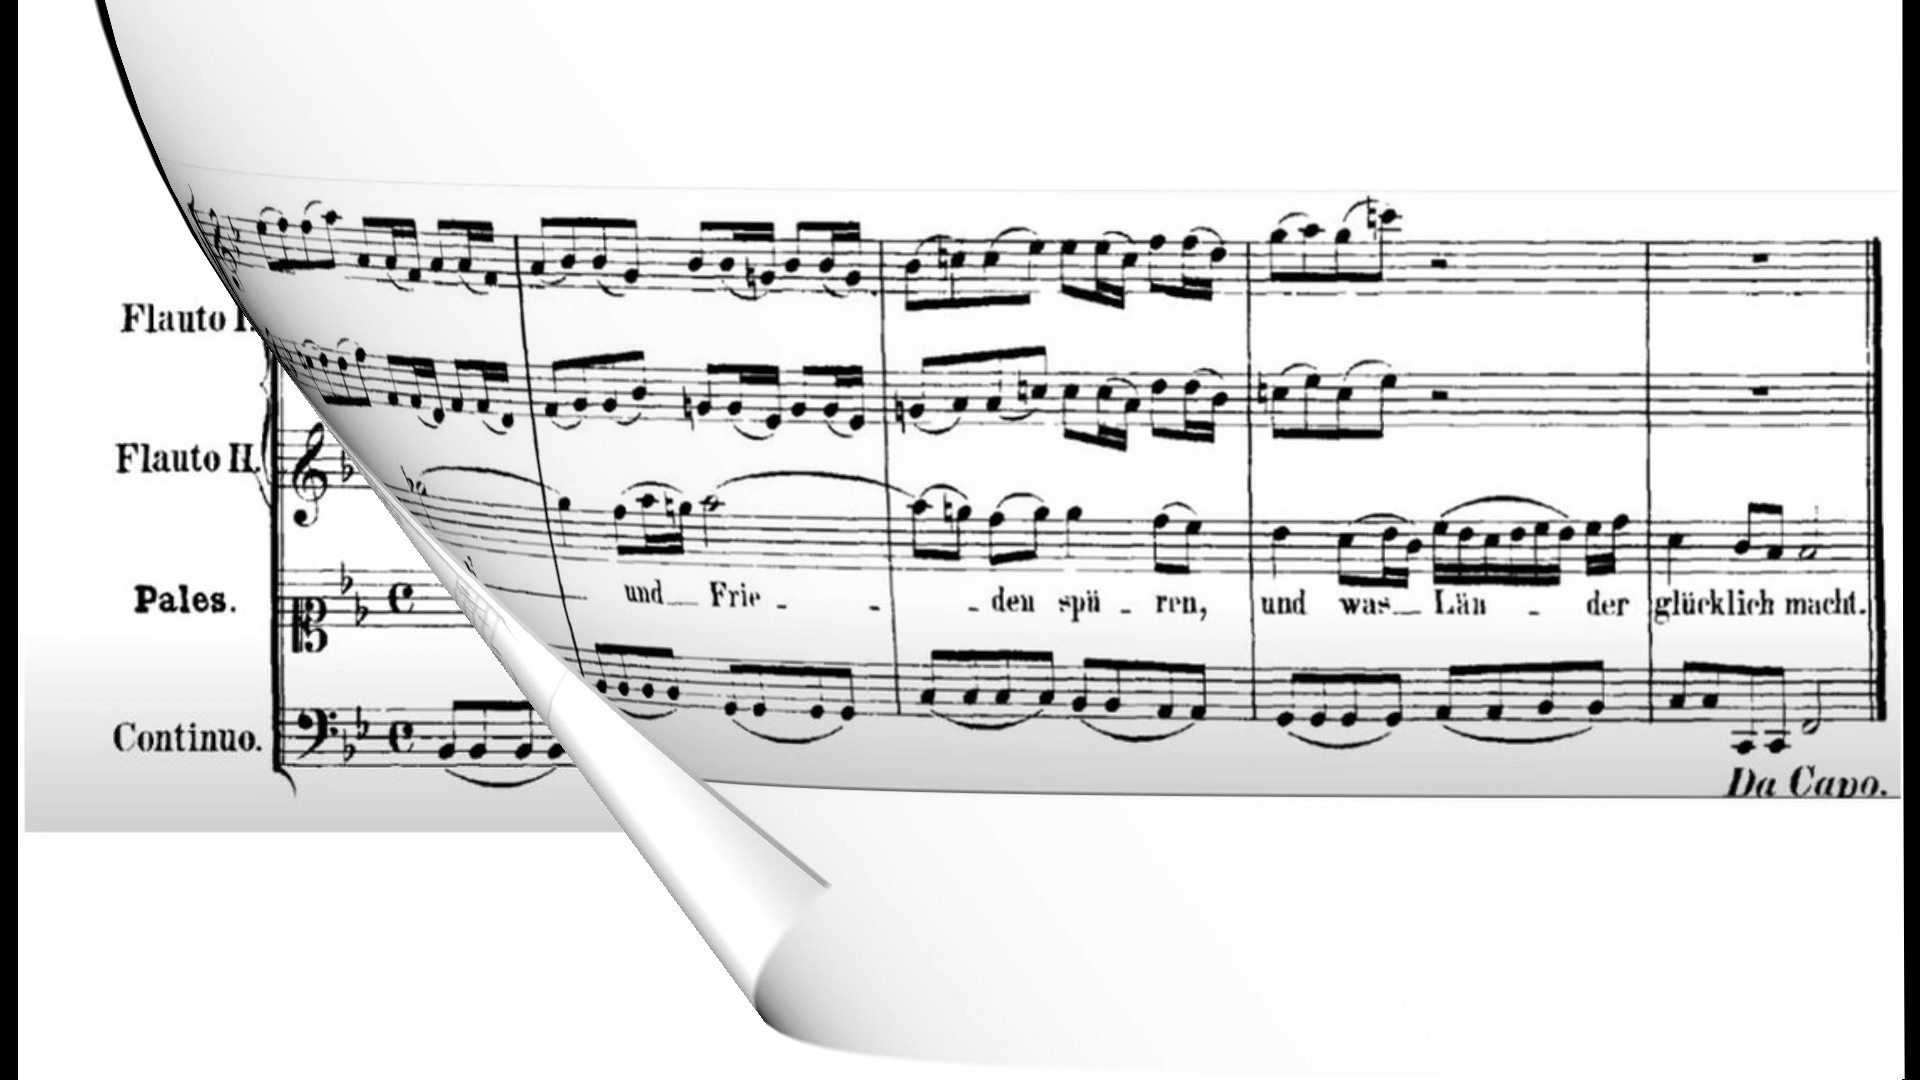 Flauto I.
Flauto II.
Pales.
und Frie - - - den spü - ren, und was Län - der glücklich macht.
Continuo.
Da Capo.